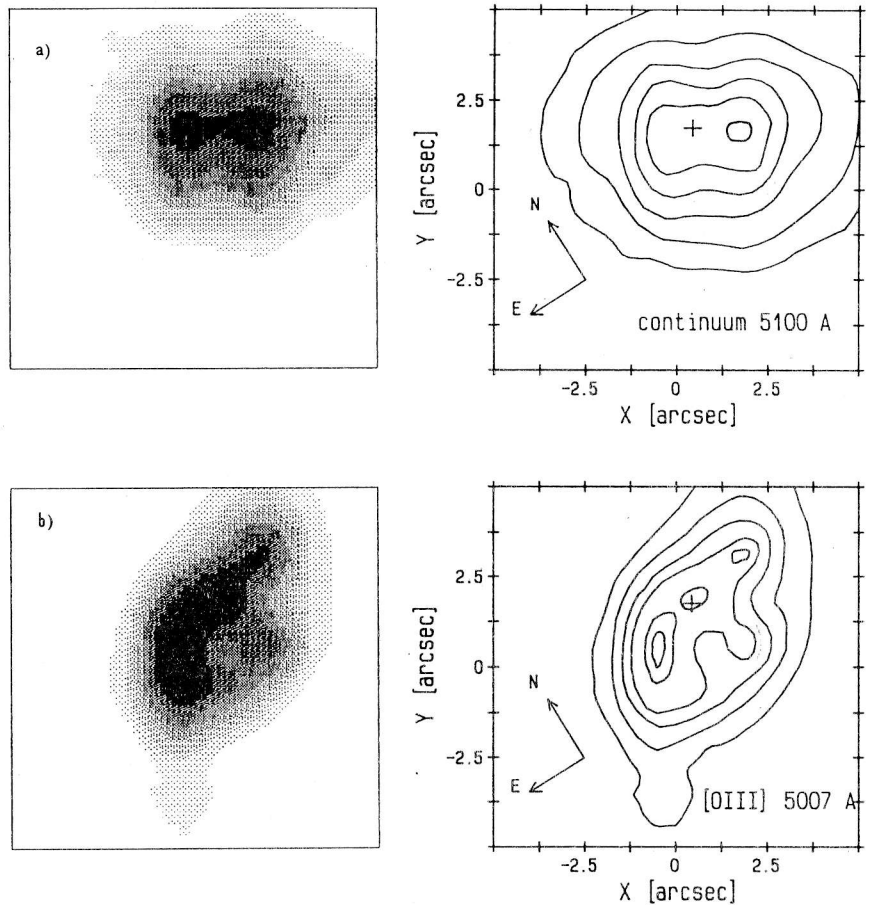 a)
2.5
0
-2.5
Y [arcsec]
N
E
continuum 5100 A
-2.5 0 2.5
X [arcsec]
b)
2.5
0
-2.5
Y [arcsec]
N
E
[OIII] 5007 A
-2.5 0 2.5
X [arcsec]